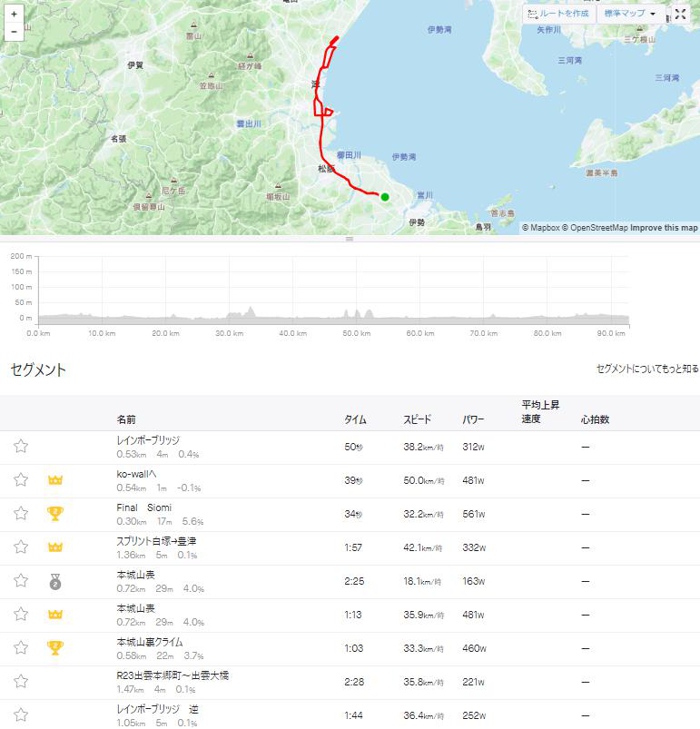 +
−
ルートを作成
標準マップ
亀山
霊山
伊賀
経が峰
笠取山
津
雲出川
名張
尼ケ岳
倶留尊山
堀坂山
松阪
櫛田川
伊勢湾
宮川
伊勢
鳥羽
菅志島
伊勢湾
矢作川
三河湾
三ケ根山
三河湾
渥美半島
© Mapbox © OpenStreetMap Improve this map
200 m
150 m
100 m
50 m
0 m
0.0 km 10.0 km 20.0 km 30.0 km 40.0 km 50.0 km 60.0 km 70.0 km 80.0 km 90.0 km
セグメント
セグメントについてもっと知る
名前 タイム スピード パワー 平均上昇速度 心拍数
レインボーブリッジ
0.53km 4m 0.4%
50秒 38.2km/時 312W —
ko-wallへ
0.54km 1m -0.1%
39秒 50.0km/時 481W —
Final Siomi
0.30km 17m 5.6%
34秒 32.2km/時 561W —
スプリント白塚→豊津
1.36km 5m 0.1%
1:57 42.1km/時 332W —
2
本城山表
0.72km 29m 4.0%
2:25 18.1km/時 163W —
本城山表
0.72km 29m 4.0%
1:13 35.9km/時 481W —
本城山裏クライム
0.58km 22m 3.7%
1:03 33.3km/時 460W —
R23出雲本郷町～出雲大橋
1.47km 4m 0.1%
2:28 35.8km/時 221W —
レインボーブリッジ 逆
1.05km 5m 0.1%
1:44 36.4km/時 252W —